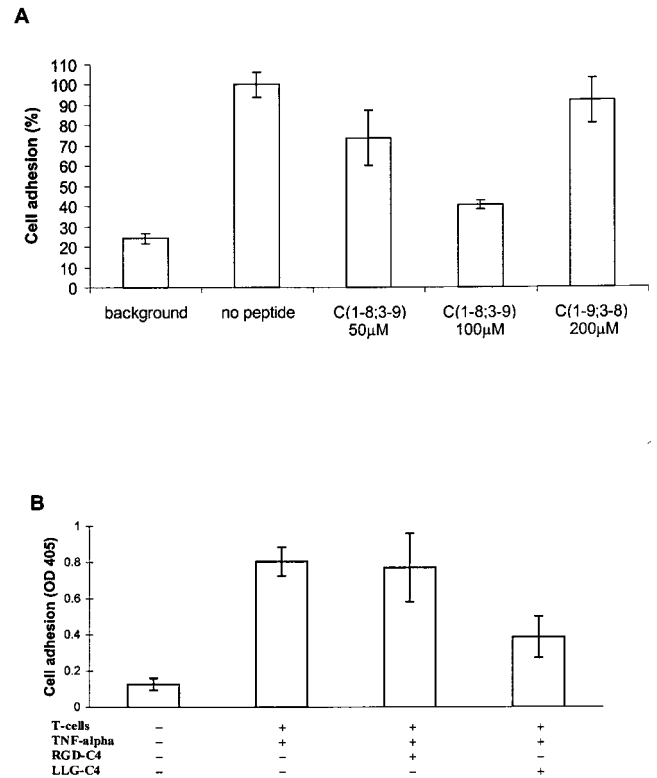 A
Cell adhesion (%)
110
100
90
80
70
60
50
40
30
20
10
0
background no peptide C(1-8;3-9) C(1-8;3-9) C(1-9;3-8)
50µM 100µM 200µM
B
Cell adhesion (OD 405)
1
0.8
0.6
0.4
0.2
0
T-cells – + + +
TNF-alpha – + + +
RGD-C4 – – + –
LLG-C4 -- – – +